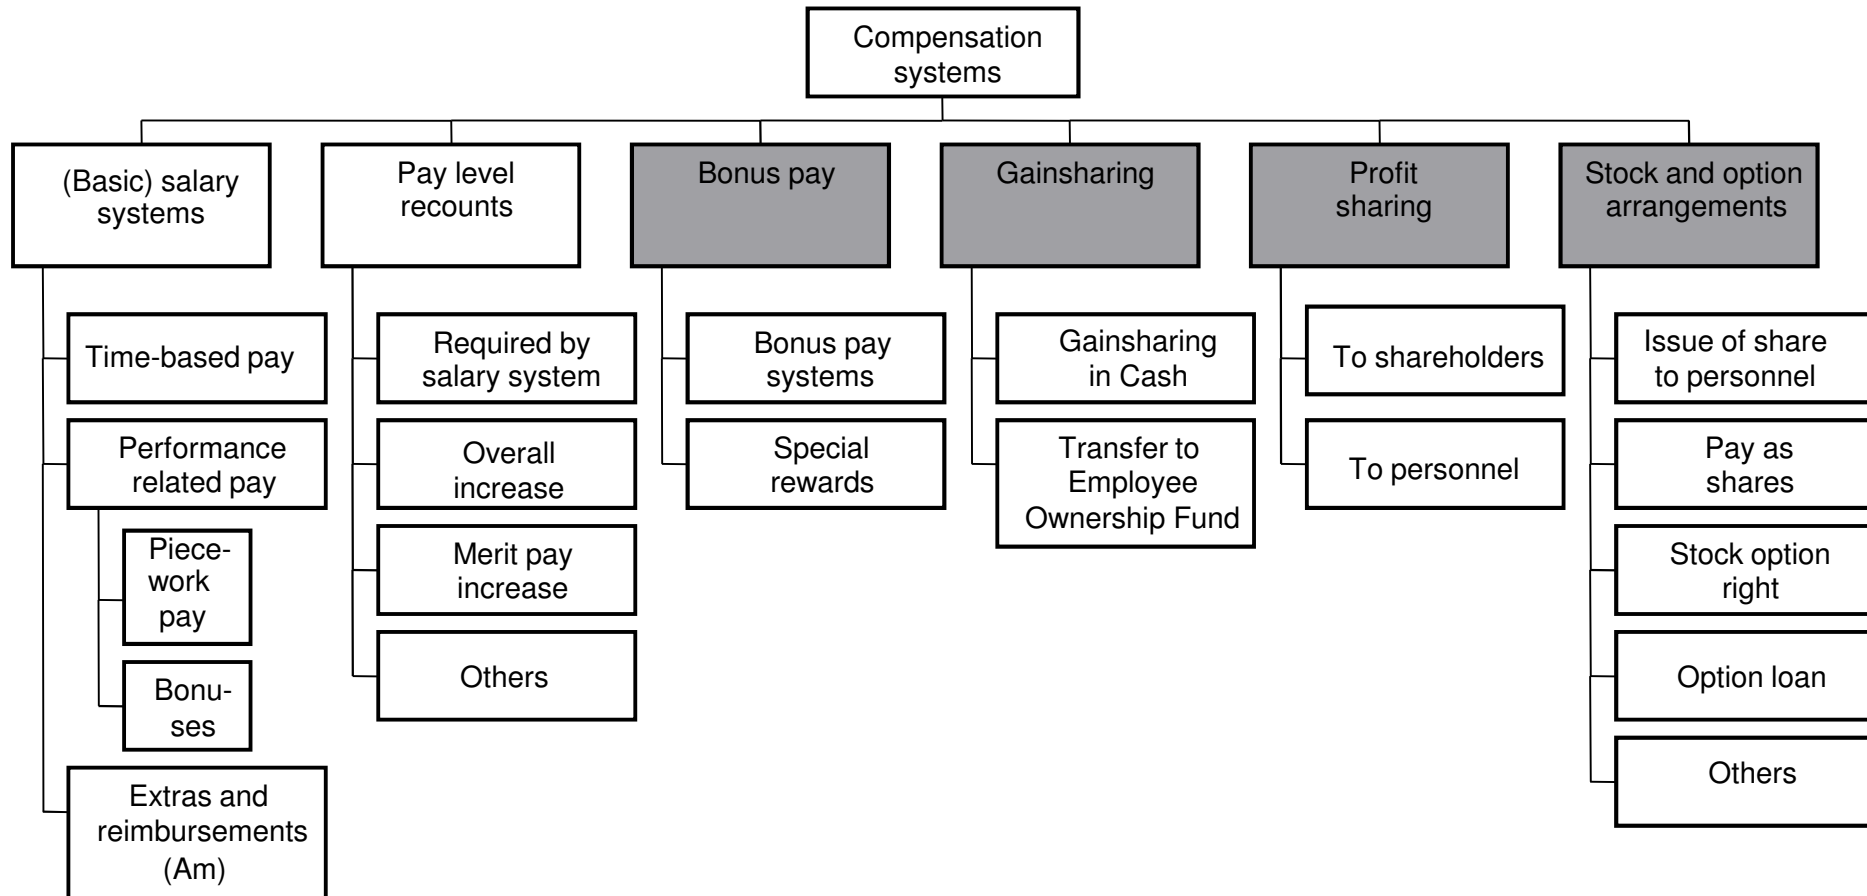 Compensation
systems
(Basic) salary
systems
Pay level
recounts
Bonus pay
Gainsharing
Profit
sharing
Stock and option
arrangements
Time-based pay
Performance
related pay
Piece-
work
pay
Bonu-
ses
Extras and
reimbursements
(Am)
Required by
salary system
Overall
increase
Merit pay
increase
Others
Bonus pay
systems
Special
rewards
Gainsharing
in Cash
Transfer to
Employee
Ownership Fund
To shareholders
To personnel
Issue of share
to personnel
Pay as
shares
Stock option
right
Option loan
Others